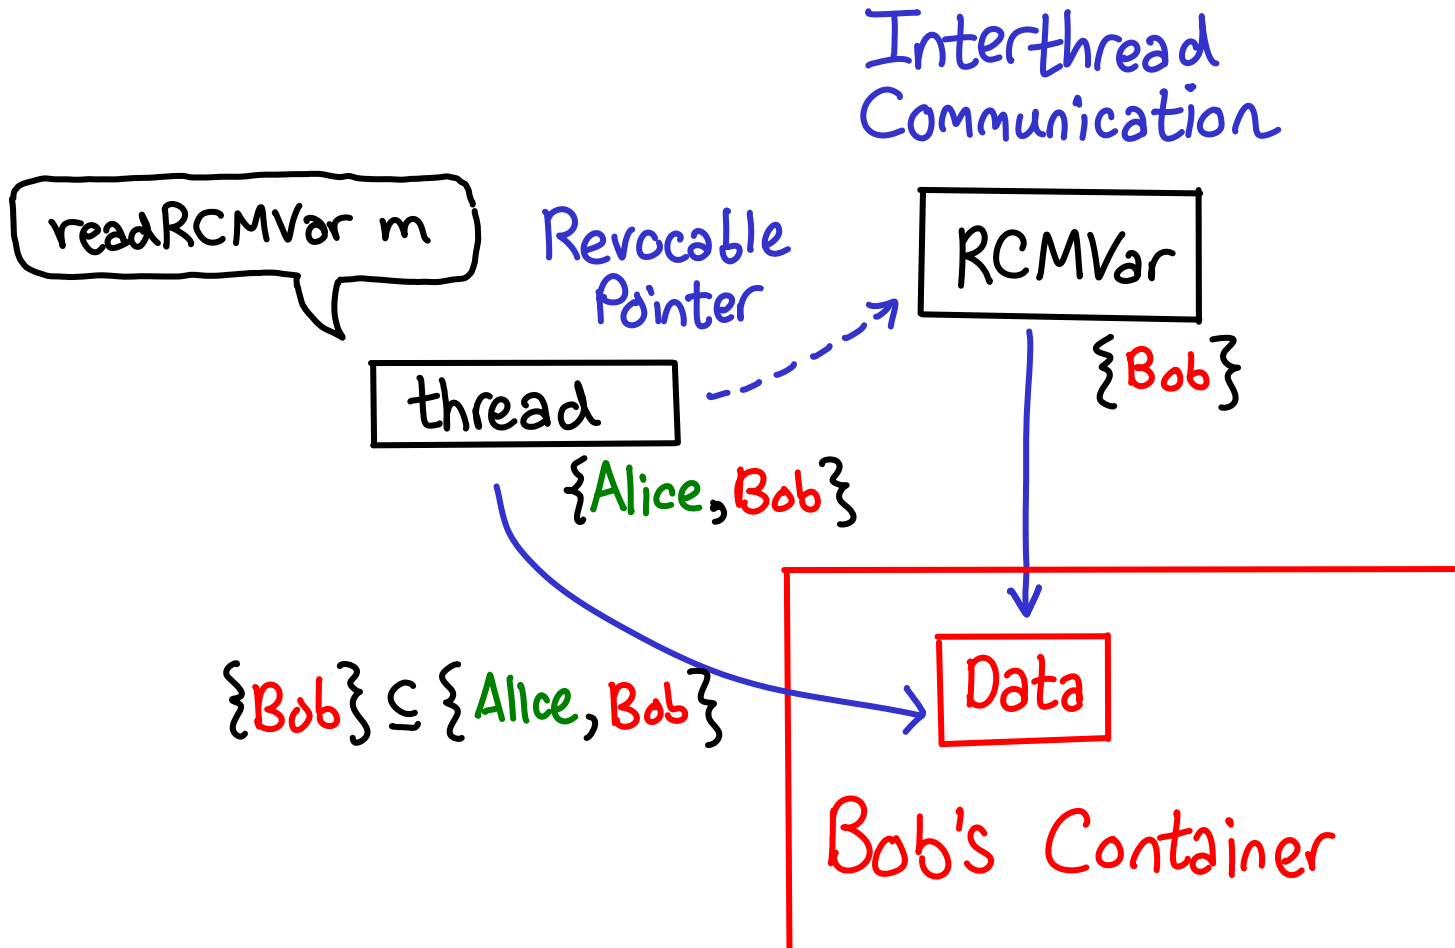 Interthread
Communication
readRCMVar m
Revocable
Pointer
RCMVar
{Bob}
thread
{Alice, Bob}
{Bob} ⊆ {Alice, Bob}
Data
Bob's Container